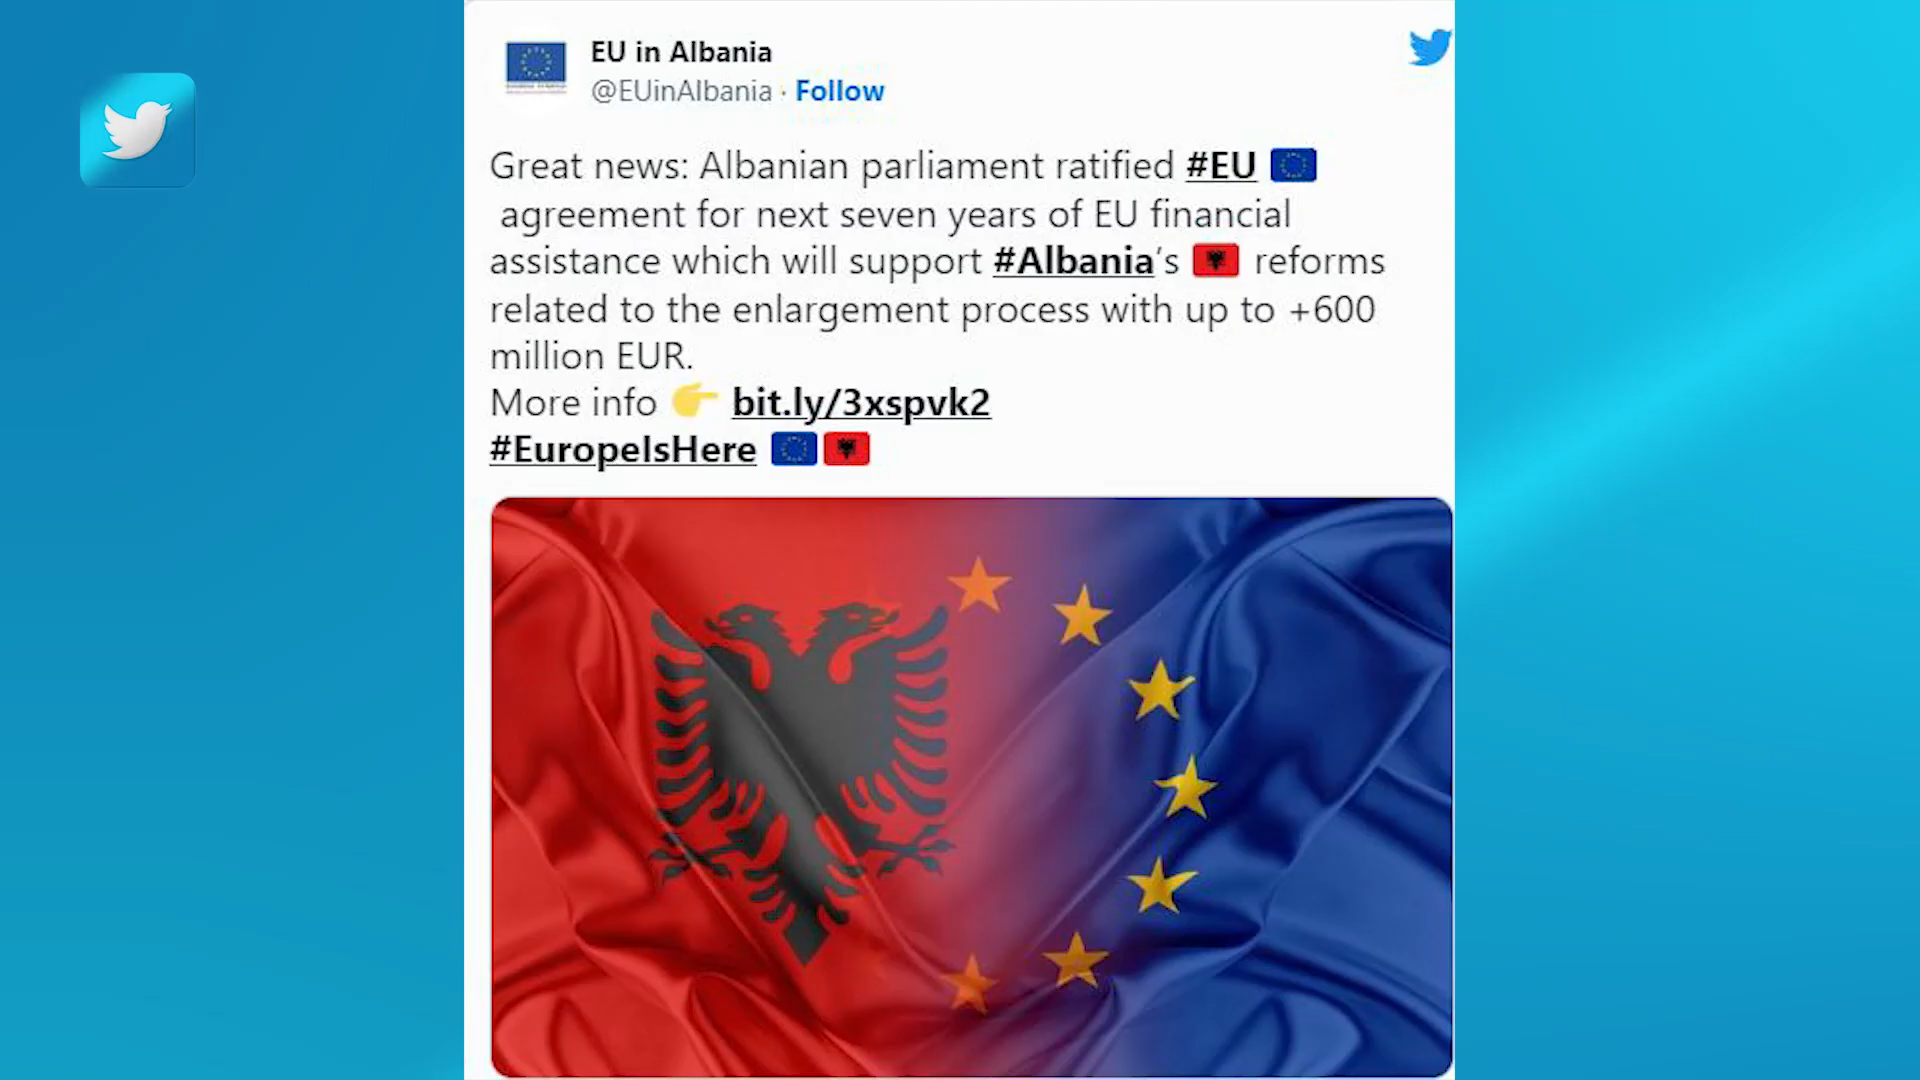 EU in Albania
@EUinAlbania · Follow
Great news: Albanian parliament ratified #EU 🇪🇺
agreement for next seven years of EU financial
assistance which will support #Albania's 🇦🇱 reforms
related to the enlargement process with up to +600
million EUR.
More info 👉 bit.ly/3xspvk2
#EuropeIsHere 🇪🇺🇦🇱